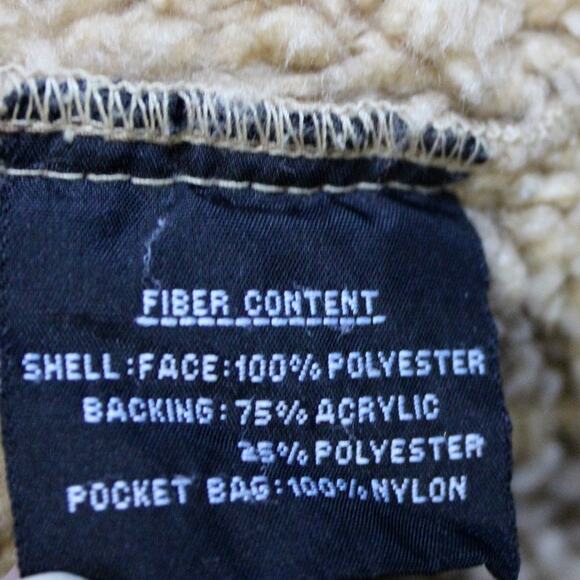 FIBER CONTENT
SHELL:FACE:100% POLYESTER
BACKING: 75% ACRYLIC
25% POLYESTER
POCKET BAG:100% NYLON